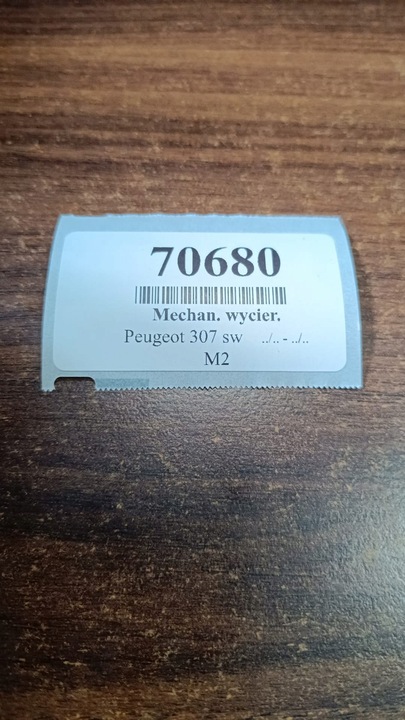 70680
Mechan. wycier.
Peugeot 307 sw ../.. - ../..
M2